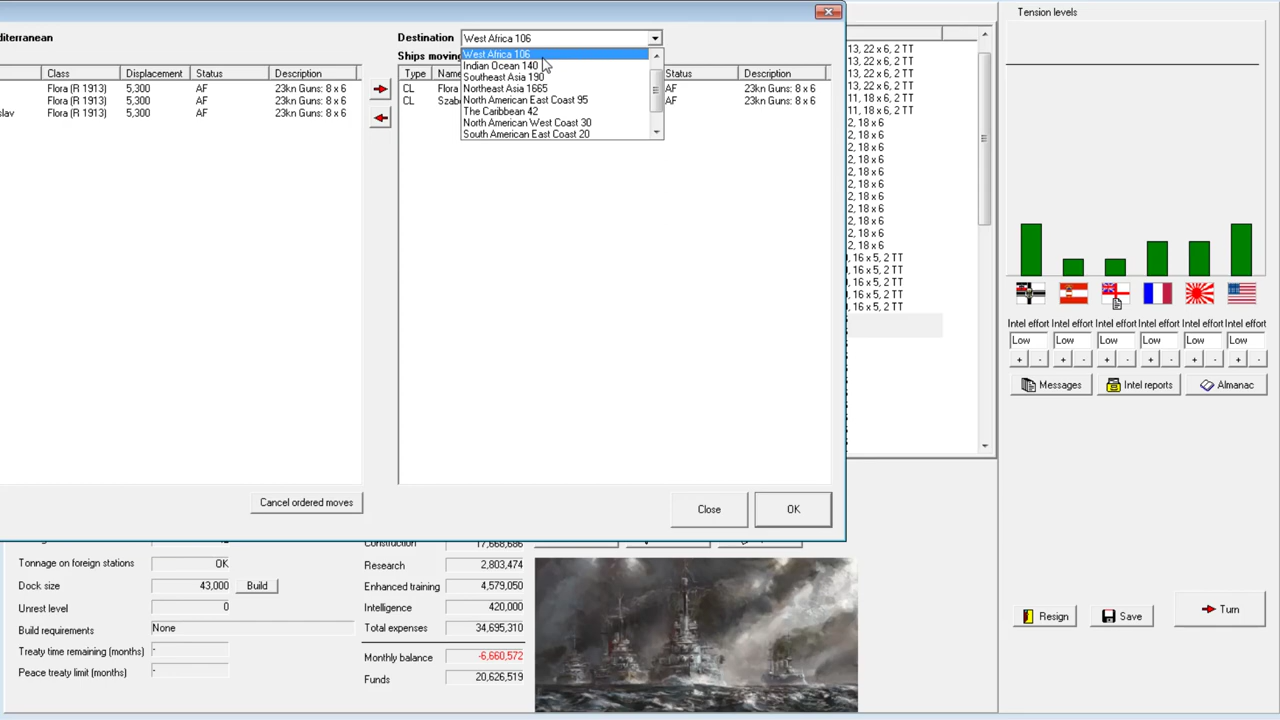 Tension levels
diterranean
Destination West Africa 106
Ships moving
Class Displacement Status Description
Type Name Status Description
Flora (R 1913) 5,300 AF 23kn Guns: 8 x 6
slav Flora (R 1913) 5,300 AF 23kn Guns: 8 x 6
CL Flora AF 23kn Guns: 8 x 6
CL Szab AF 23kn Guns: 8 x 6
West Africa 106
Indian Ocean 140
Southeast Asia 190
Northeast Asia 1665
North American East Coast 95
The Caribbean 42
North American West Coast 30
South American East Coast 20
13, 22 x 6, 2 TT
13, 22 x 6, 2 TT
13, 22 x 6, 2 TT
13, 22 x 6, 2 TT
11, 18 x 6, 2 TT
11, 18 x 6, 2 TT
2, 18 x 6
2, 18 x 6
2, 18 x 6
2, 18 x 6
2, 18 x 6
2, 18 x 6
2, 18 x 6
2, 18 x 6
2, 18 x 6
2, 18 x 6
2, 18 x 6
0, 16 x 5, 2 TT
0, 16 x 5, 2 TT
0, 16 x 5, 2 TT
0, 16 x 5, 2 TT
0, 16 x 5, 2 TT
Intel effort Intel effort Intel effort Intel effort Intel effort Intel effort
Low Low Low Low Low Low
+ - + - + - + - + - + -
Messages Intel reports Almanac
Cancel ordered moves
Close OK
Construction 17,668,686
Tonnage on foreign stations OK
Research 2,803,474
Dock size 43,000 Build
Enhanced training 4,579,050
Unrest level 0
Intelligence 420,000
Build requirements None
Total expenses 34,695,310
Treaty time remaining (months) -
Monthly balance -6,660,572
Peace treaty limit (months) -
Funds 20,626,519
Resign Save Turn